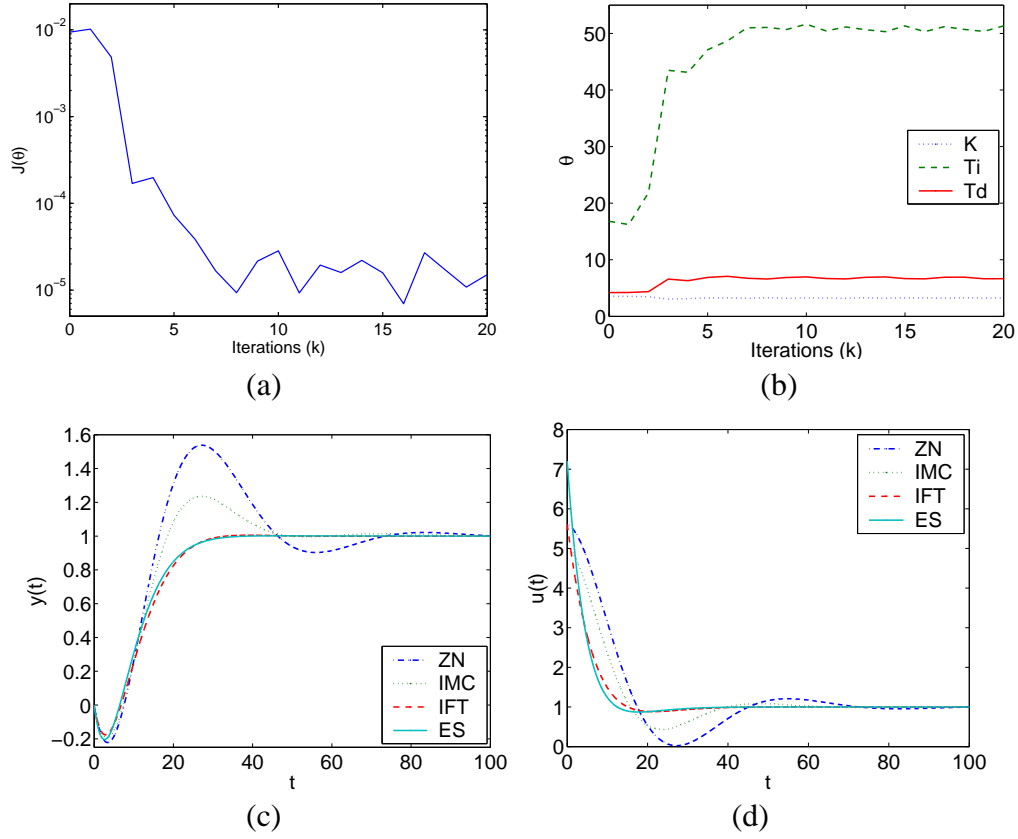 10⁻²
10⁻²
10⁻⁴
10⁻⁵
J(θ)
0 5 10 15 20
Iterations (k)
(a)
50
40
30
20
10
0
θ
K
Ti
Td
0 5 10 15 20
Iterations (k)
(b)
1.6
1.4
1.2
1
0.8
0.6
0.4
0.2
0
−0.2
y(t)
ZN
IMC
IFT
ES
0 20 40 60 80 100
t
(c)
8
7
6
5
4
3
2
1
0
u(t)
ZN
IMC
IFT
ES
0 20 40 60 80 100
t
(d)